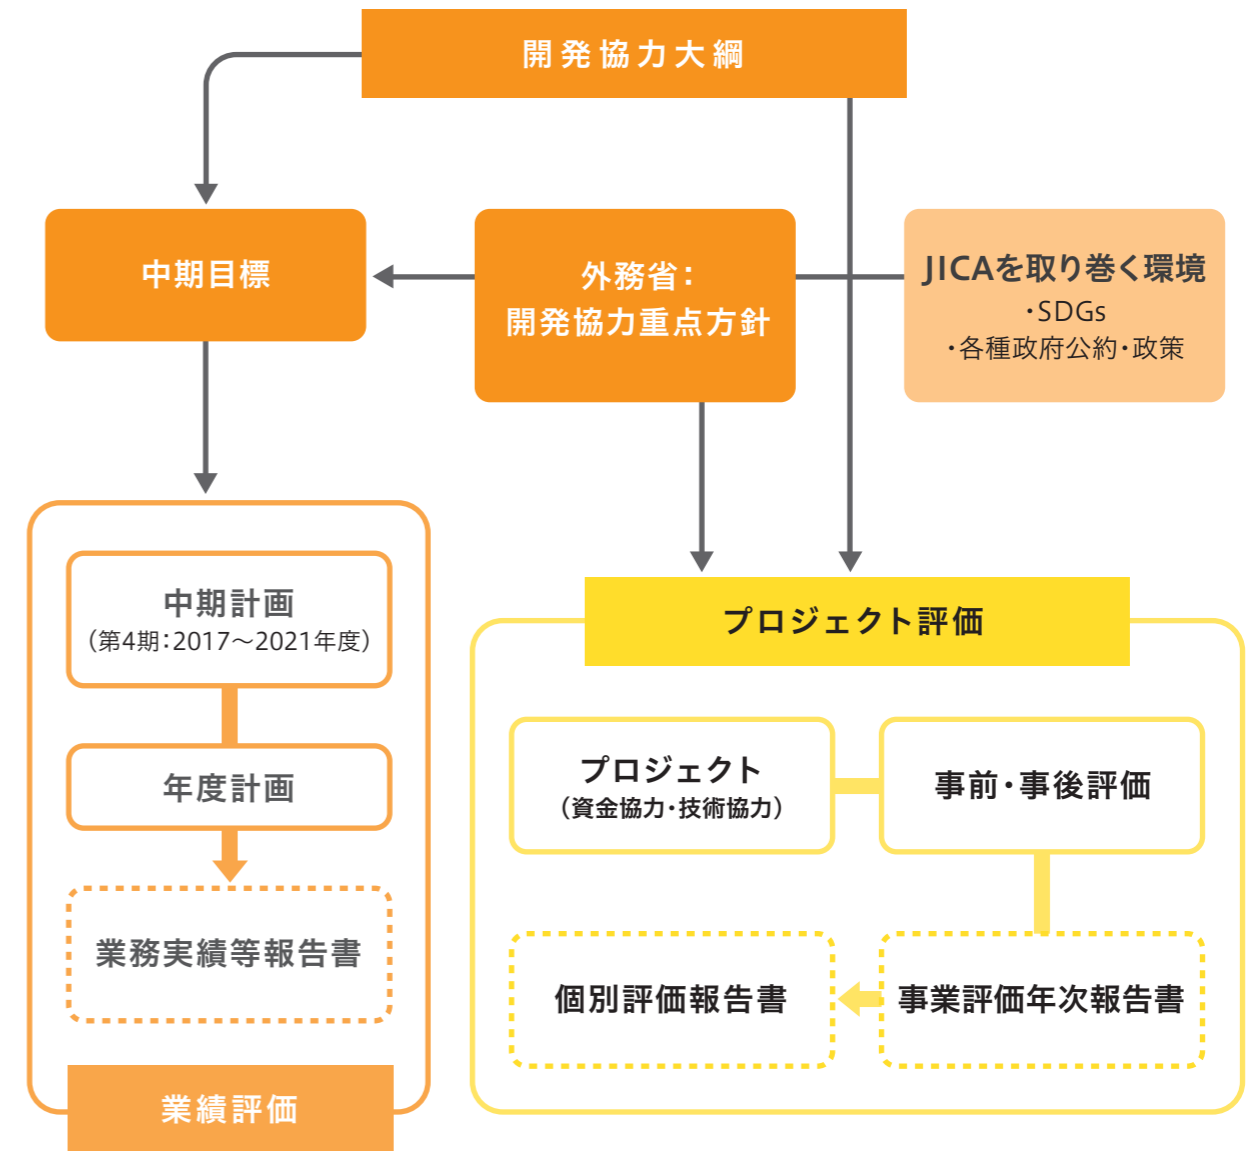 開発協力大綱
中期目標
外務省：
開発協力重点方針
JICAを取り巻く環境
・SDGs
・各種政府公約・政策
中期計画
（第4期：2017～2021年度）
年度計画
業務実績等報告書
業績評価
プロジェクト評価
プロジェクト
（資金協力・技術協力）
事前・事後評価
個別評価報告書
事業評価年次報告書